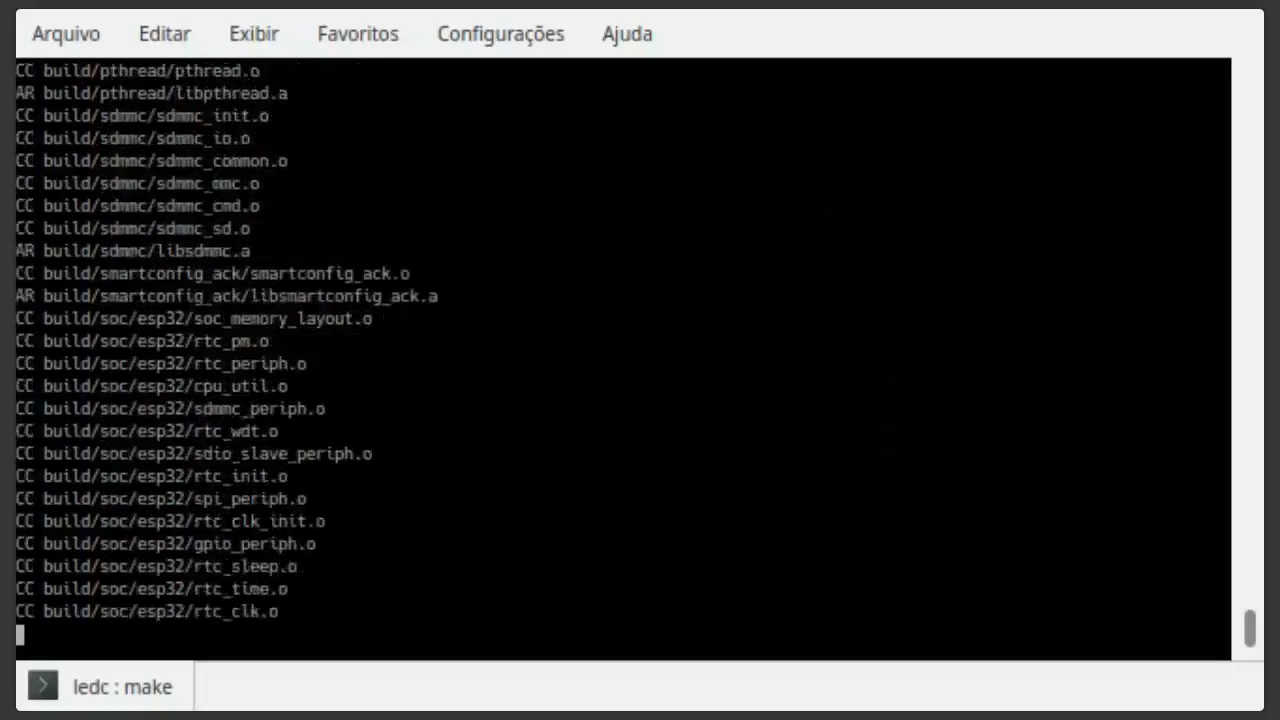 Arquivo Editar Exibir Favoritos Configurações Ajuda
CC build/pthread/pthread.o
AR build/pthread/libpthread.a
CC build/sdmmc/sdmmc_init.o
CC build/sdmmc/sdmmc_io.o
CC build/sdmmc/sdmmc_common.o
CC build/sdmmc/sdmmc_mmc.o
CC build/sdmmc/sdmmc_cmd.o
CC build/sdmmc/sdmmc_sd.o
AR build/sdmmc/libsdmmc.a
CC build/smartconfig_ack/smartconfig_ack.o
AR build/smartconfig_ack/libsmartconfig_ack.a
CC build/soc/esp32/soc_memory_layout.o
CC build/soc/esp32/rtc_pm.o
CC build/soc/esp32/rtc_periph.o
CC build/soc/esp32/cpu_util.o
CC build/soc/esp32/sdmmc_periph.o
CC build/soc/esp32/rtc_wdt.o
CC build/soc/esp32/sdio_slave_periph.o
CC build/soc/esp32/rtc_init.o
CC build/soc/esp32/spi_periph.o
CC build/soc/esp32/rtc_clk_init.o
CC build/soc/esp32/gpio_periph.o
CC build/soc/esp32/rtc_sleep.o
CC build/soc/esp32/rtc_time.o
CC build/soc/esp32/rtc_clk.o
ledc : make